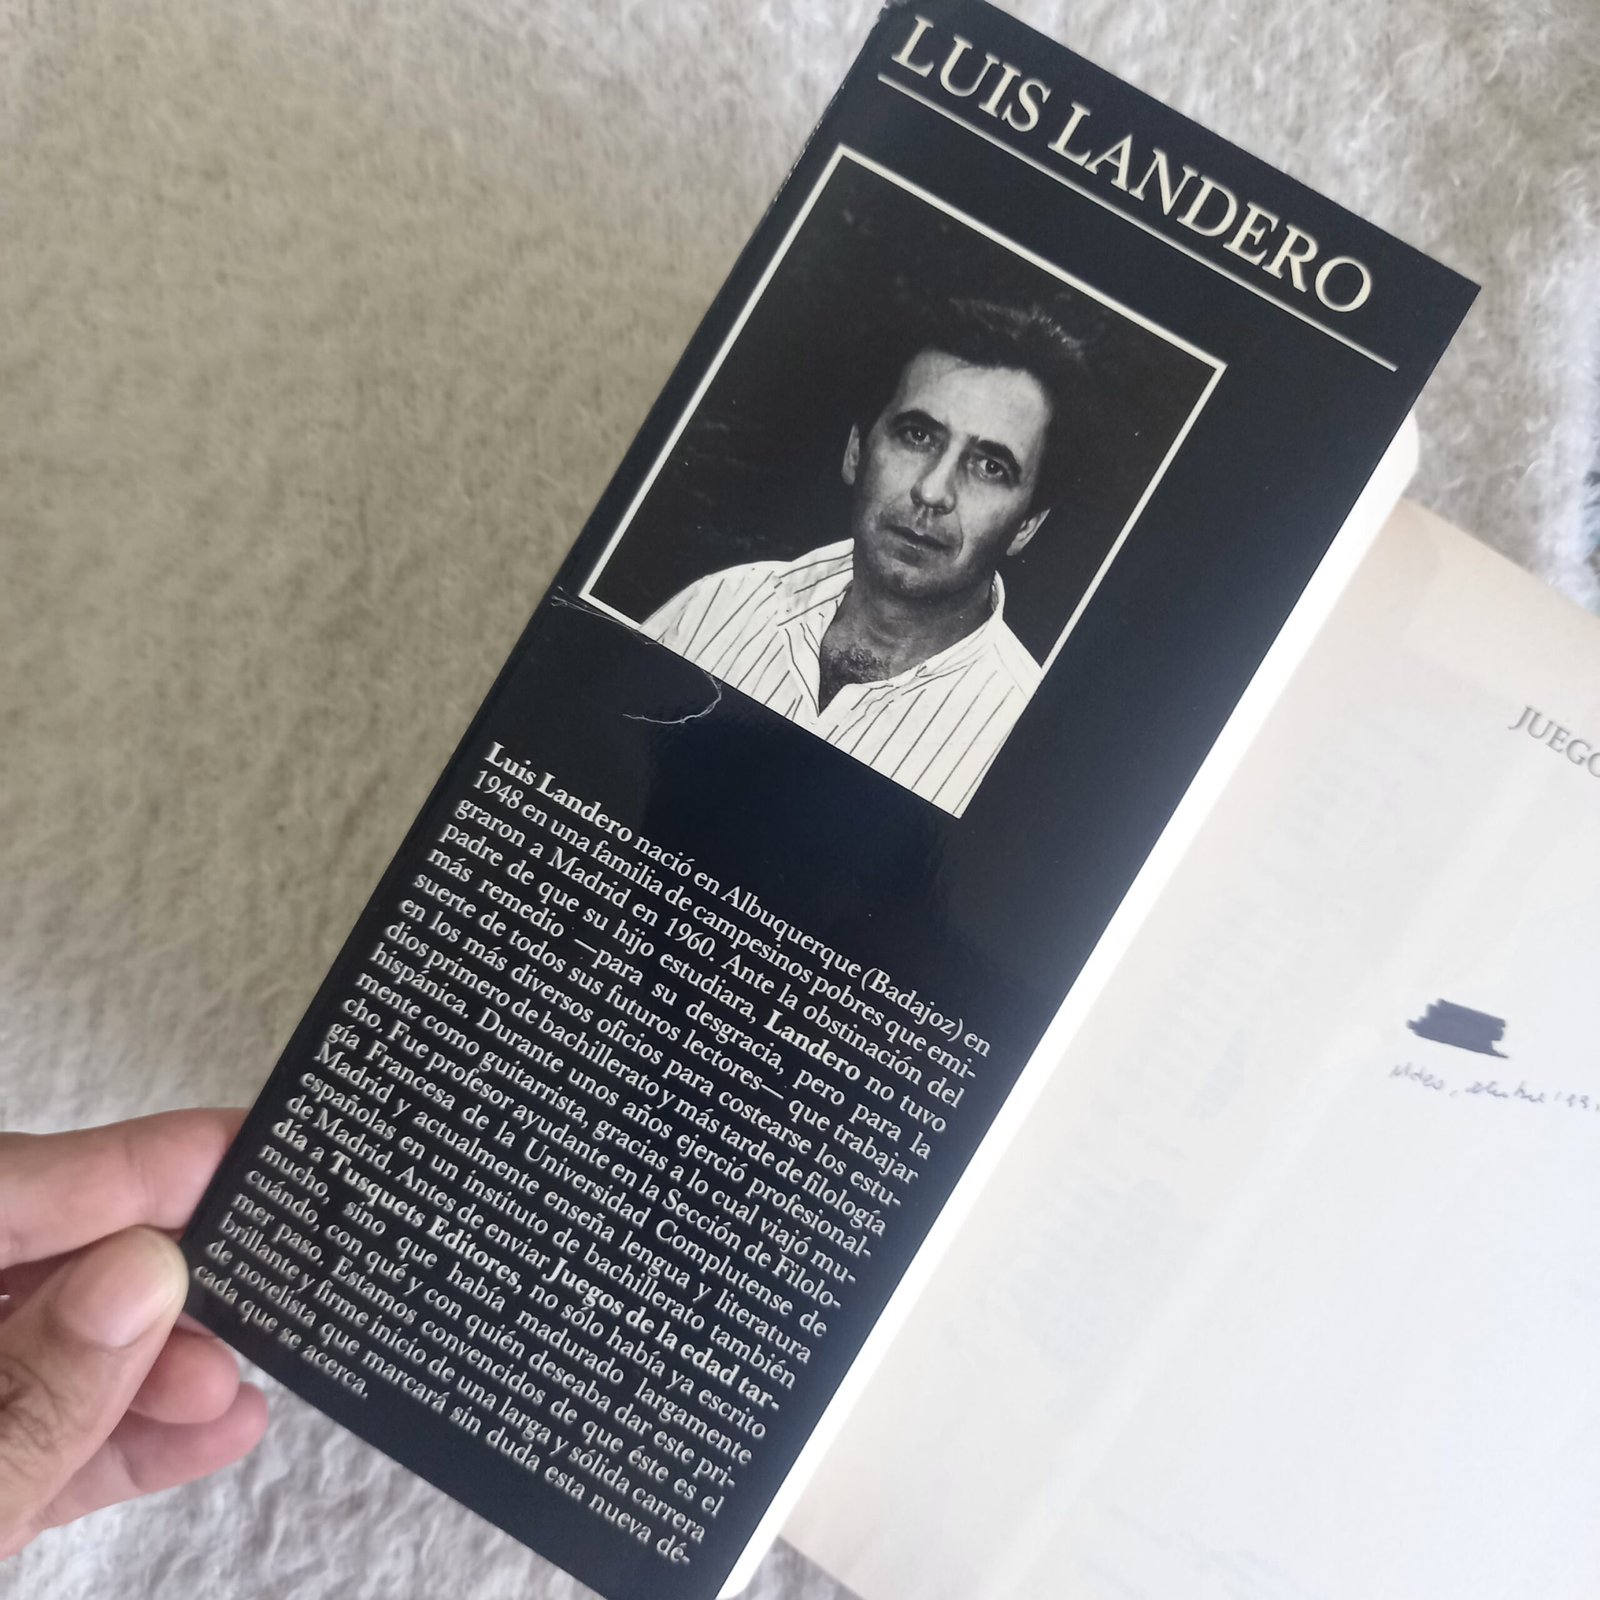 LUIS LANDERO
Luis Landero nació en Alburquerque (Badajoz) en
1948 en una familia de campesinos pobres que emi-
graron a Madrid en 1960. Ante la obstinación del
padre de que su hijo estudiara, Landero no tuvo
más remedio —para su desgracia, pero para la
suerte de todos sus futuros lectores— que trabajar
en los más diversos oficios para costearse los estu-
dios primero de bachillerato y más tarde de filología
hispánica. Durante unos años ejerció profesional-
mente como guitarrista, gracias a lo cual viajó mu-
cho. Fue profesor ayudante en la Sección de Filolo-
gía Francesa de la Universidad Complutense de
Madrid y actualmente enseña lengua y literatura
españolas en un instituto de bachillerato también
de Madrid. Antes de enviar Juegos de la edad tar-
día a Tusquets Editores, no sólo había ya escrito
mucho, sino que había madurado largamente
cuándo, con qué y con quién deseaba dar este pri-
mer paso. Estamos convencidos de que éste es el
brillante y firme inicio de una larga y sólida carrera
de novelista que marcará sin duda esta nueva dé-
cada que se acerca.
JUEGO